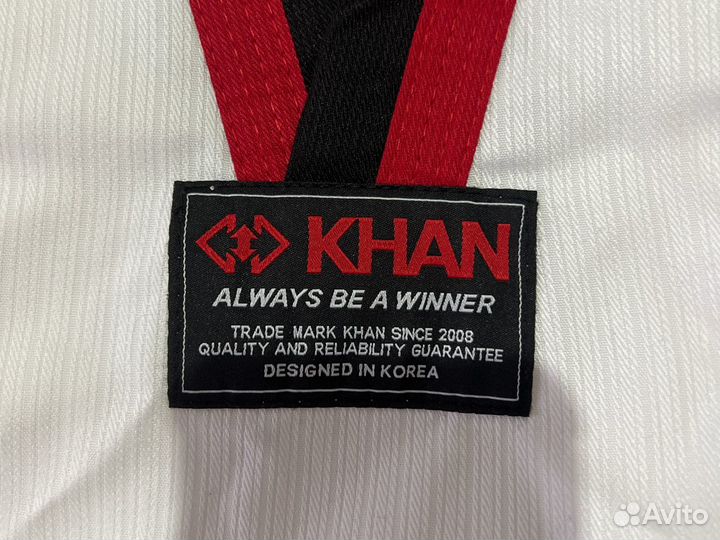 KHAN
ALWAYS BE A WINNER
TRADE MARK KHAN SINCE 2008
QUALITY AND RELIABILITY GUARANTEE
DESIGNED IN KOREA
Avito